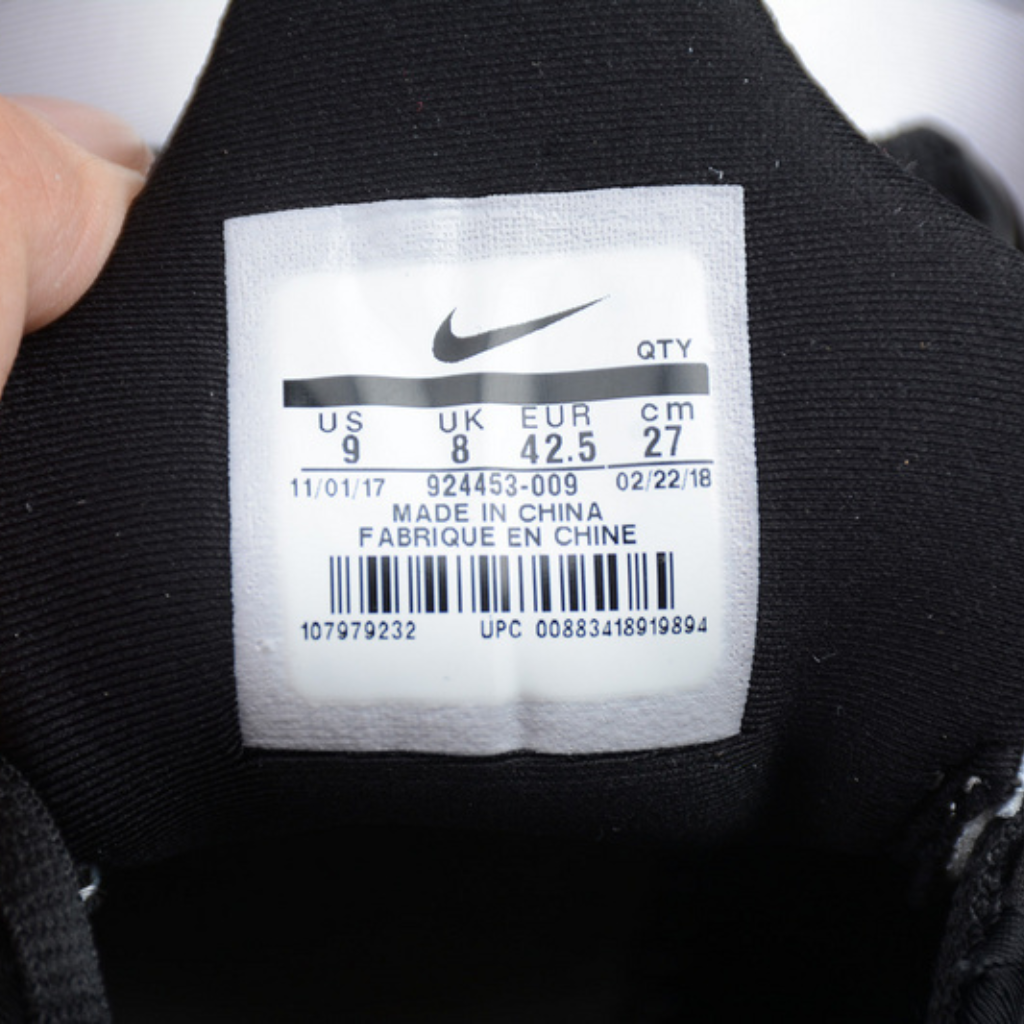 QTY
US UK EUR cm
9 8 42.5 27
11/01/17 924453-009 02/22/18
MADE IN CHINA
FABRIQUE EN CHINE
107979232 UPC 00883418919894